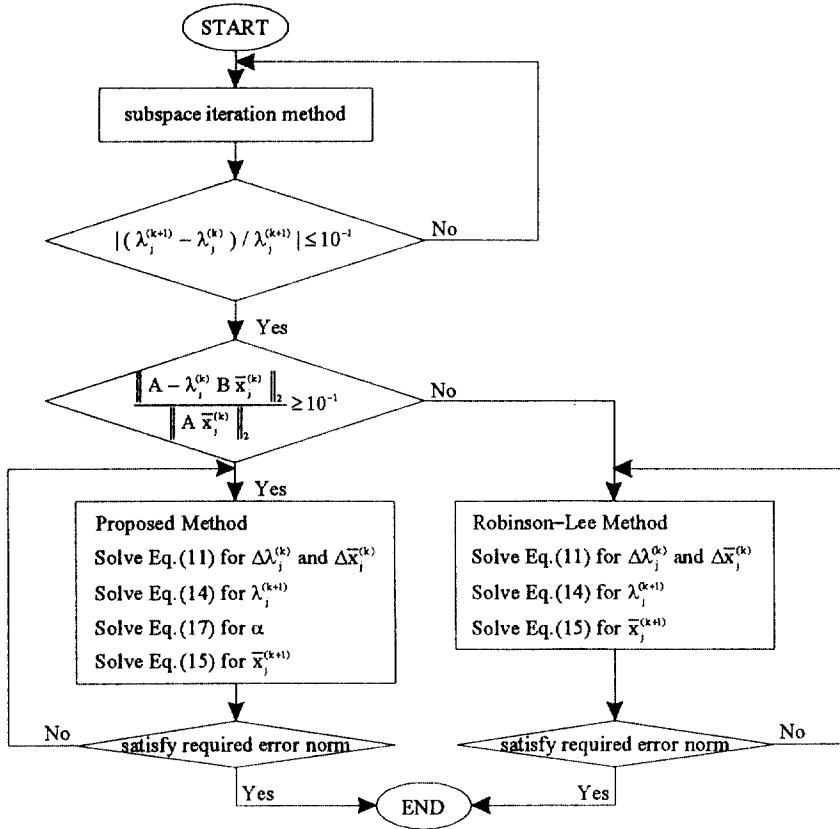 START
subspace iteration method
| ( λ_j^(k+1) − λ_j^(k) ) / λ_j^(k+1) | ≤ 10^-1
No
Yes
‖ A − λ_j^(k) B x̄_j^(k) ‖_2
‖ A x̄_j^(k) ‖_2
≥ 10^-1
No
Yes
Proposed Method
Solve Eq.(11) for Δλ_j^(k) and Δx̄_j^(k)
Solve Eq.(14) for λ_j^(k+1)
Solve Eq.(17) for α
Solve Eq.(15) for x̄_j^(k+1)
Robinson−Lee Method
Solve Eq.(11) for Δλ_j^(k) and Δx̄_j^(k)
Solve Eq.(14) for λ_j^(k+1)
Solve Eq.(15) for x̄_j^(k+1)
No
satisfy required error norm
satisfy required error norm
No
Yes
Yes
END